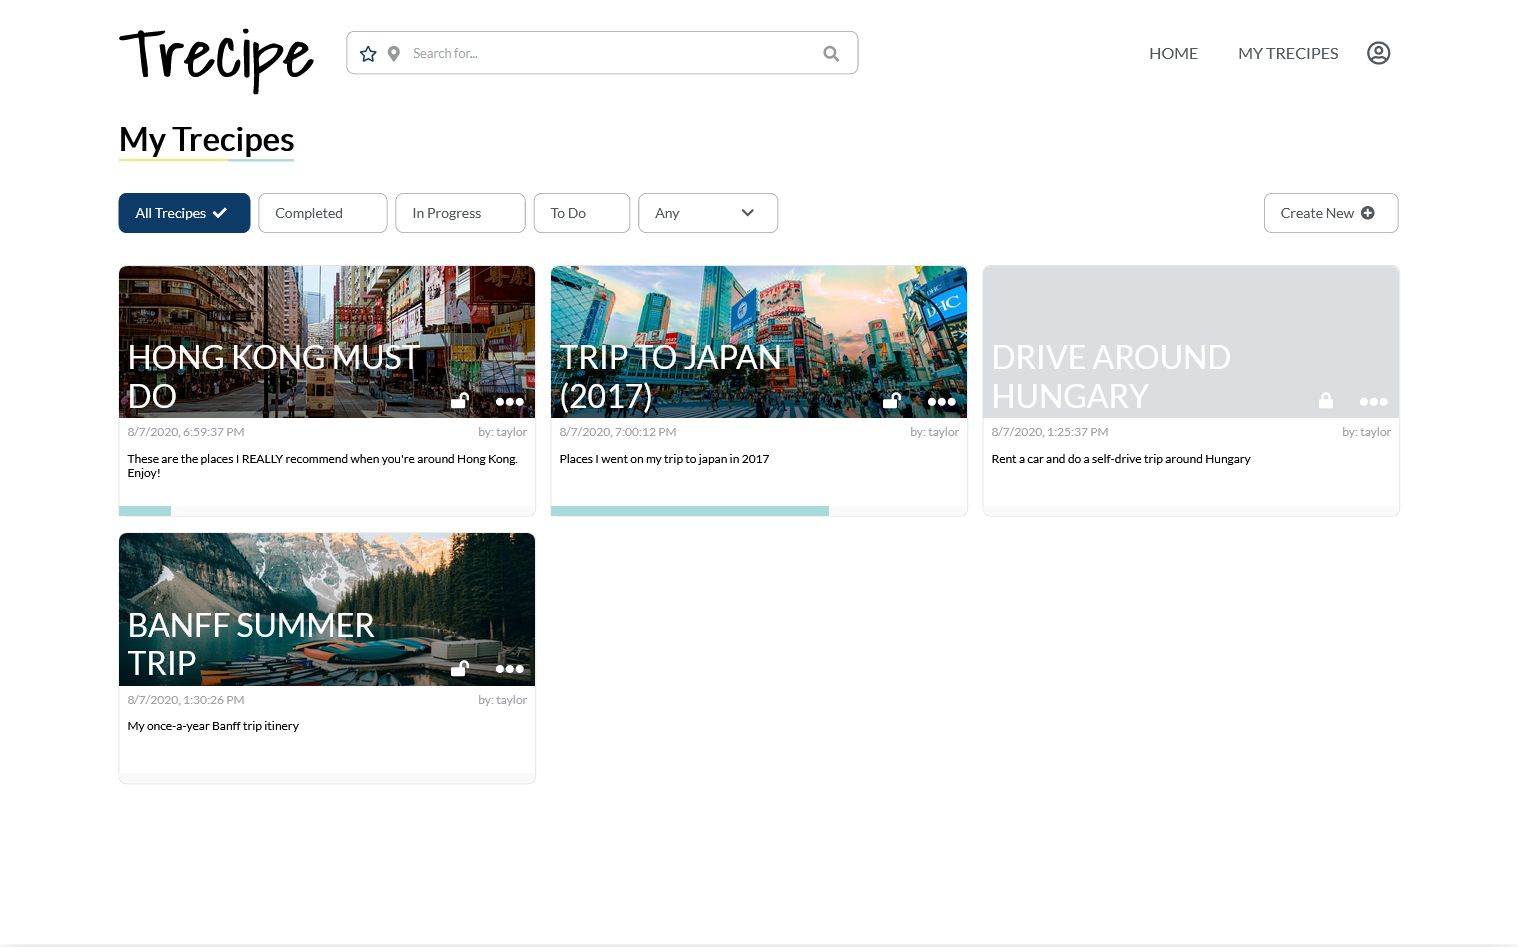 Trecipe
Search for...
HOME
MY TRECIPES
My Trecipes
All Trecipes
Completed
In Progress
To Do
Any
Create New
HONG KONG MUST
DO
8/7/2020, 6:59:37 PM
by: taylor
These are the places I REALLY recommend when you're around Hong Kong.
Enjoy!
DHC
DHC
TRIP TO JAPAN
(2017)
8/7/2020, 7:00:12 PM
by: taylor
Places I went on my trip to japan in 2017
DRIVE AROUND
HUNGARY
8/7/2020, 1:25:37 PM
by: taylor
Rent a car and do a self-drive trip around Hungary
BANFF SUMMER
TRIP
8/7/2020, 1:30:26 PM
by: taylor
My once-a-year Banff trip itinery